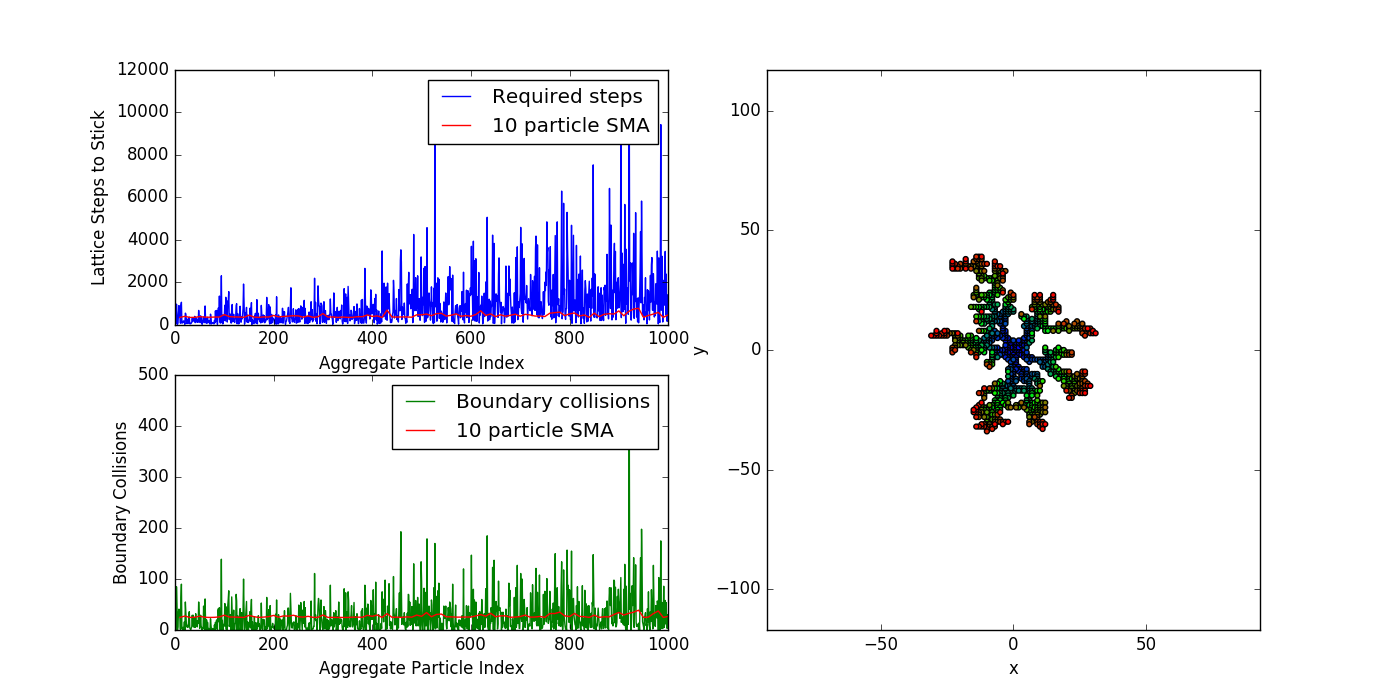 12000
10000
8000
6000
4000
2000
0
Lattice Steps to Stick
Required steps
10 particle SMA
0 200 400 600 800 1000
Aggregate Particle Index
500
400
300
200
100
0
Boundary Collisions
Boundary collisions
10 particle SMA
0 200 400 600 800 1000
Aggregate Particle Index
100
50
0
−50
−100
y
−50 0 50
x